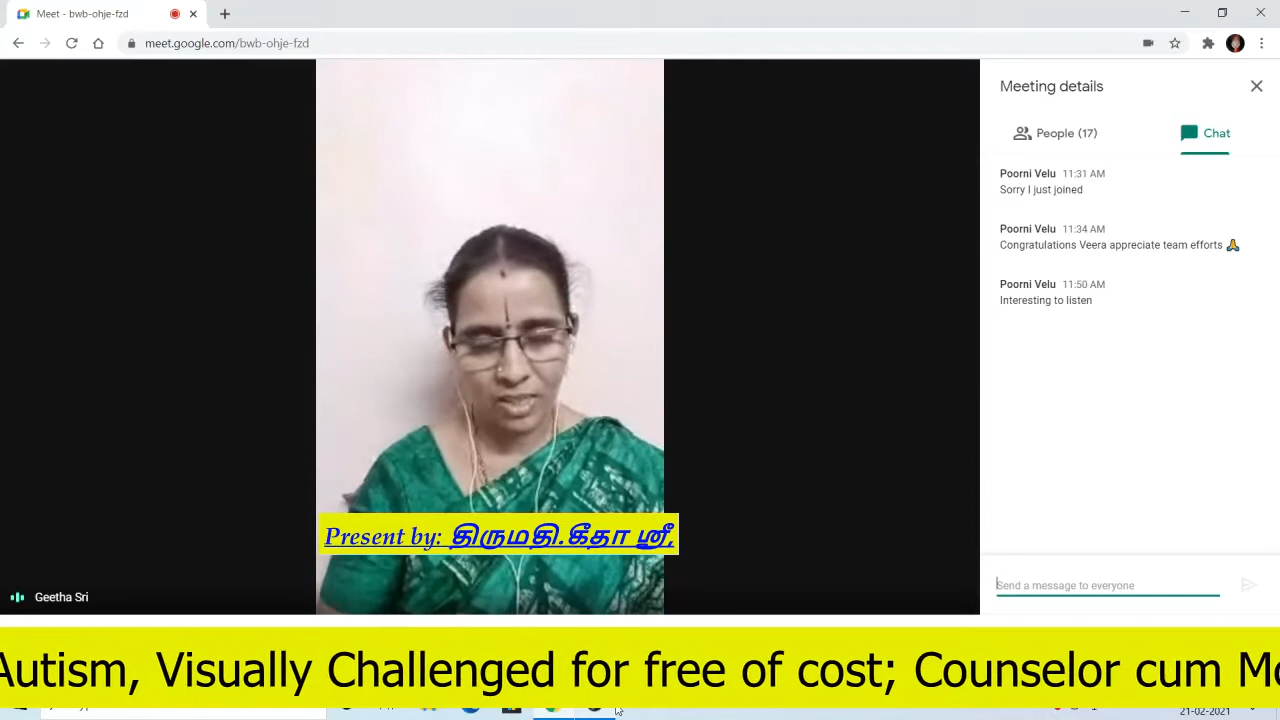 Meet - bwb-ohje-fzd
meet.google.com/bwb-ohje-fzd
Meeting details
People (17)
Chat
Poorni Velu 11:31 AM
Sorry I just joined
Poorni Velu 11:34 AM
Congratulations Veera appreciate team efforts 🙏
Poorni Velu 11:50 AM
Interesting to listen
Present by: திருமதி.கீதா ஸ்ரீ,
Send a message to everyone
Geetha Sri
Autism, Visually Challenged for free of cost; Counselor cum Mo
21-02-2021